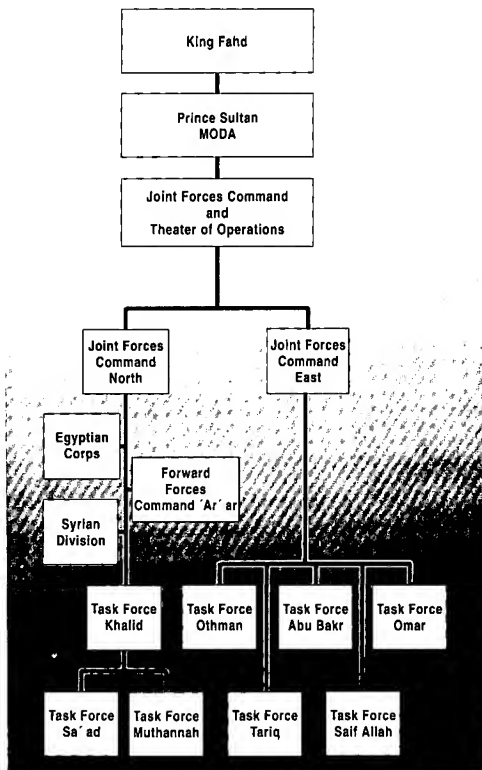 King Fahd
Prince Sultan
MODA
Joint Forces Command
and
Theater of Operations
Joint Forces
Command
North
Joint Forces
Command
East
Egyptian
Corps
Forward
Forces
Command ´Ar´ar
Syrian
Division
Task Force
Khalid
Task Force
Othman
Task Force
Abu Bakr
Task Force
Omar
Task Force
Sa´ad
Task Force
Muthannah
Task Force
Tariq
Task Force
Saif Allah